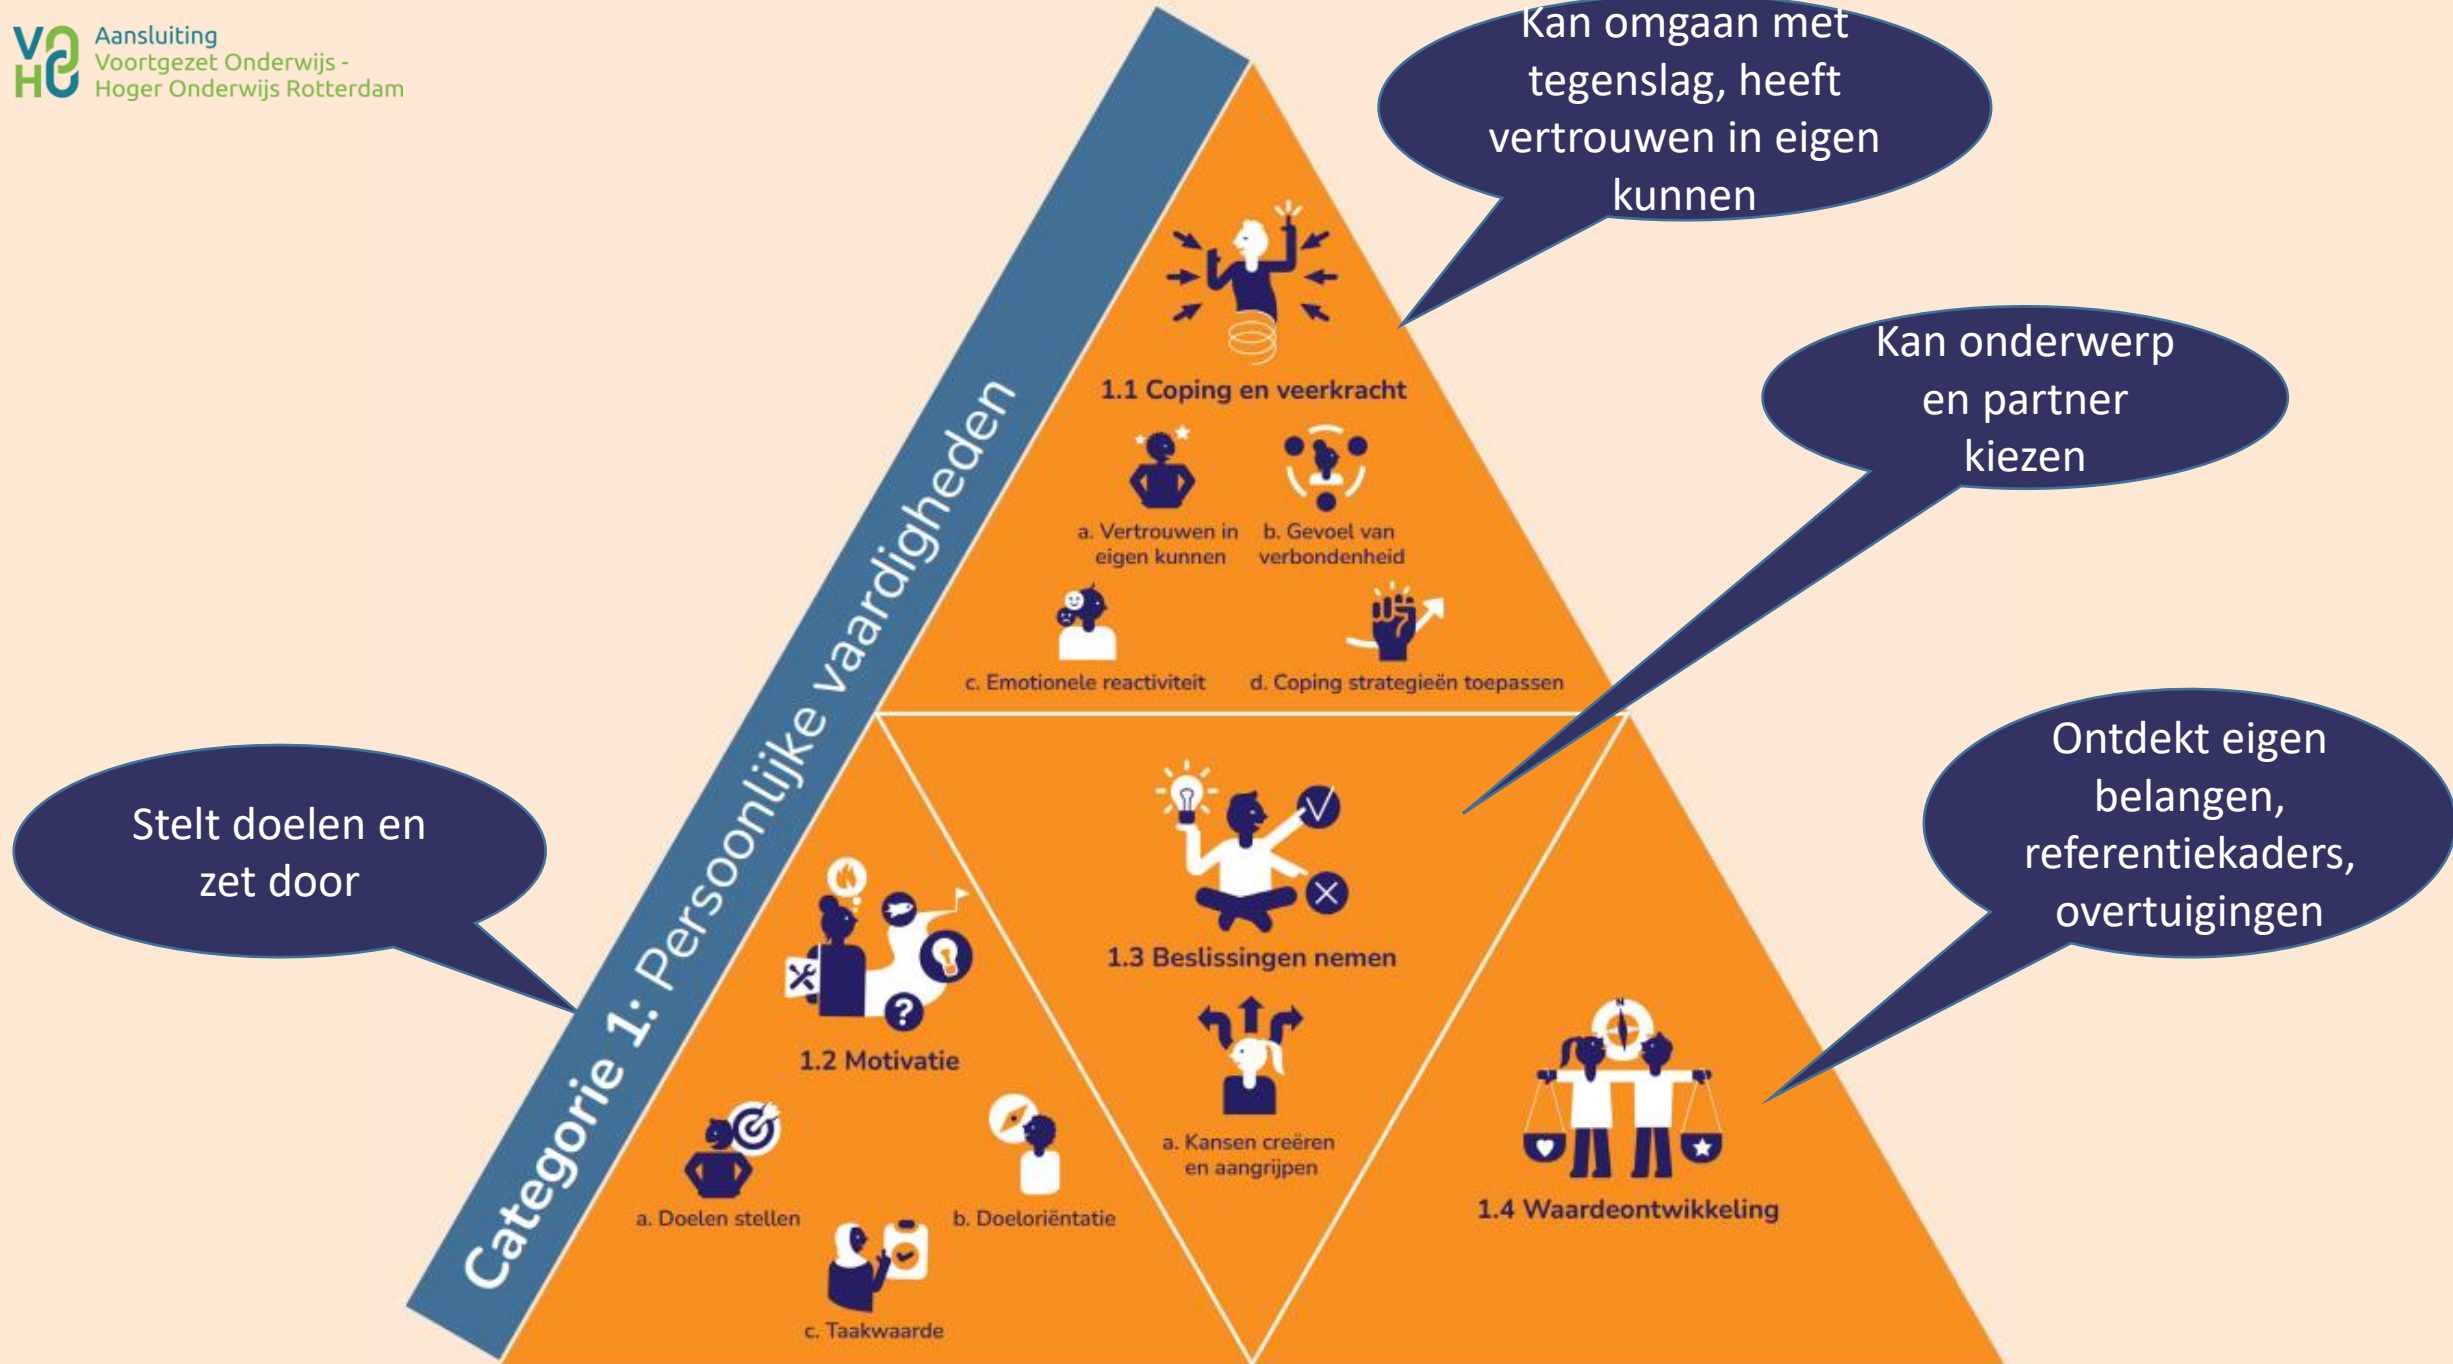 VO
HO
Aansluiting
Voortgezet Onderwijs -
Hoger Onderwijs Rotterdam
Kan omgaan met
tegenslag, heeft
vertrouwen in eigen
kunnen
Kan onderwerp
en partner
kiezen
Ontdekt eigen
belangen,
referentiekaders,
overtuigingen
Stelt doelen en
zet door
Categorie 1: Persoonlijke vaardigheden
1.1 Coping en veerkracht
a. Vertrouwen in
eigen kunnen
b. Gevoel van
verbondenheid
c. Emotionele reactiviteit
d. Coping strategieën toepassen
1.2 Motivatie
?
a. Doelen stellen
b. Doeloriëntatie
c. Taakwaarde
1.3 Beslissingen nemen
a. Kansen creëren
en aangrijpen
N
1.4 Waardeontwikkeling